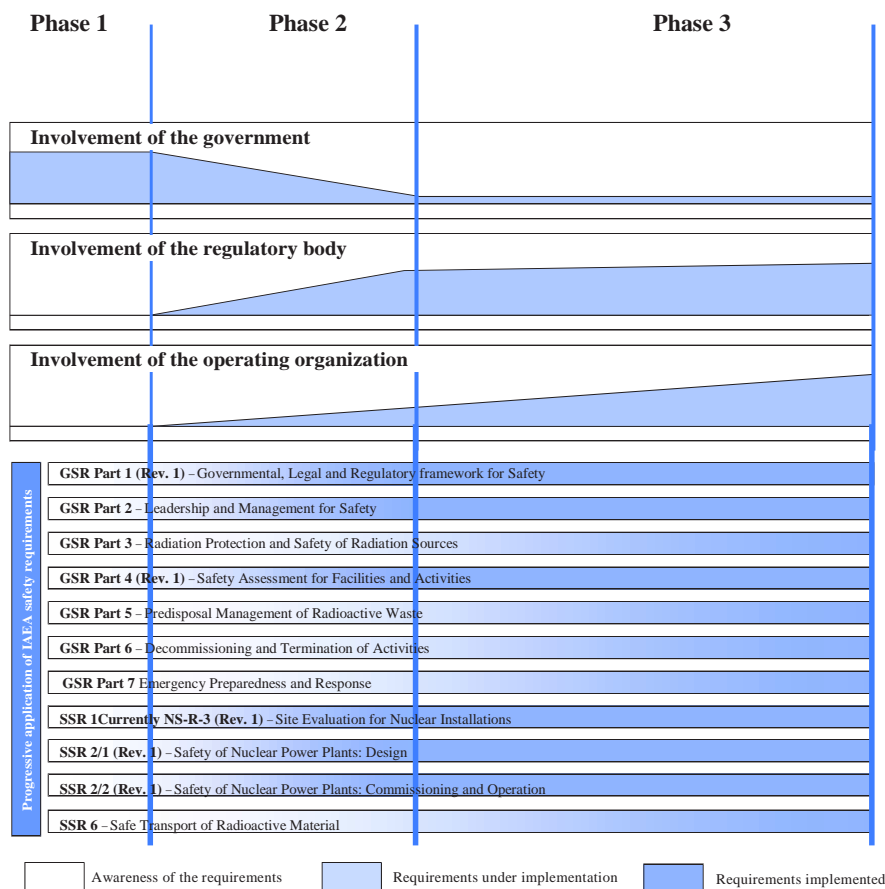 Phase 1
Phase 2
Phase 3
Involvement of the government
Involvement of the regulatory body
Involvement of the operating organization
Progressive application of IAEA safety requirements
GSR Part 1 (Rev. 1) – Governmental, Legal and Regulatory framework for Safety
GSR Part 2 – Leadership and Management for Safety
GSR Part 3 – Radiation Protection and Safety of Radiation Sources
GSR Part 4 (Rev. 1) – Safety Assessment for Facilities and Activities
GSR Part 5 – Predisposal Management of Radioactive Waste
GSR Part 6 – Decommissioning and Termination of Activities
GSR Part 7 Emergency Preparedness and Response
SSR 1Currently NS-R-3 (Rev. 1) – Site Evaluation for Nuclear Installations
SSR 2/1 (Rev. 1) – Safety of Nuclear Power Plants: Design
SSR 2/2 (Rev. 1) – Safety of Nuclear Power Plants: Commissioning and Operation
SSR 6 – Safe Transport of Radioactive Material
Awareness of the requirements
Requirements under implementation
Requirements implemented